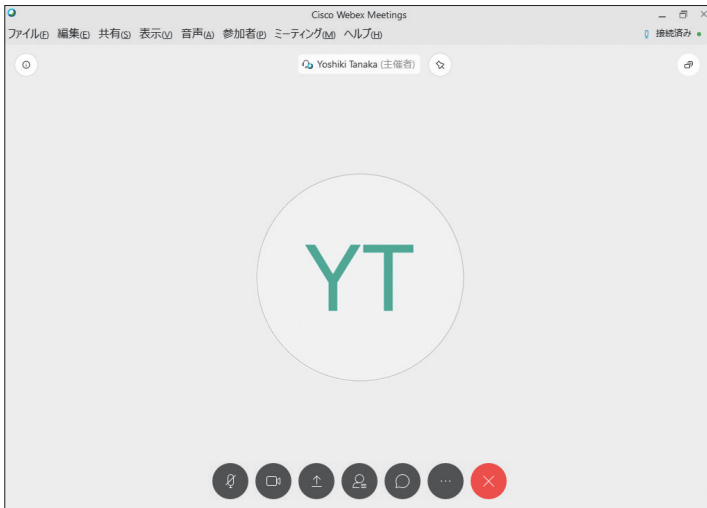 Cisco Webex Meetings
ファイル(F) 編集(E) 共有(S) 表示(V) 音声(A) 参加者(P) ミーティング(M) ヘルプ(H) 接続済み
Yoshiki Tanaka (主催者)
YT